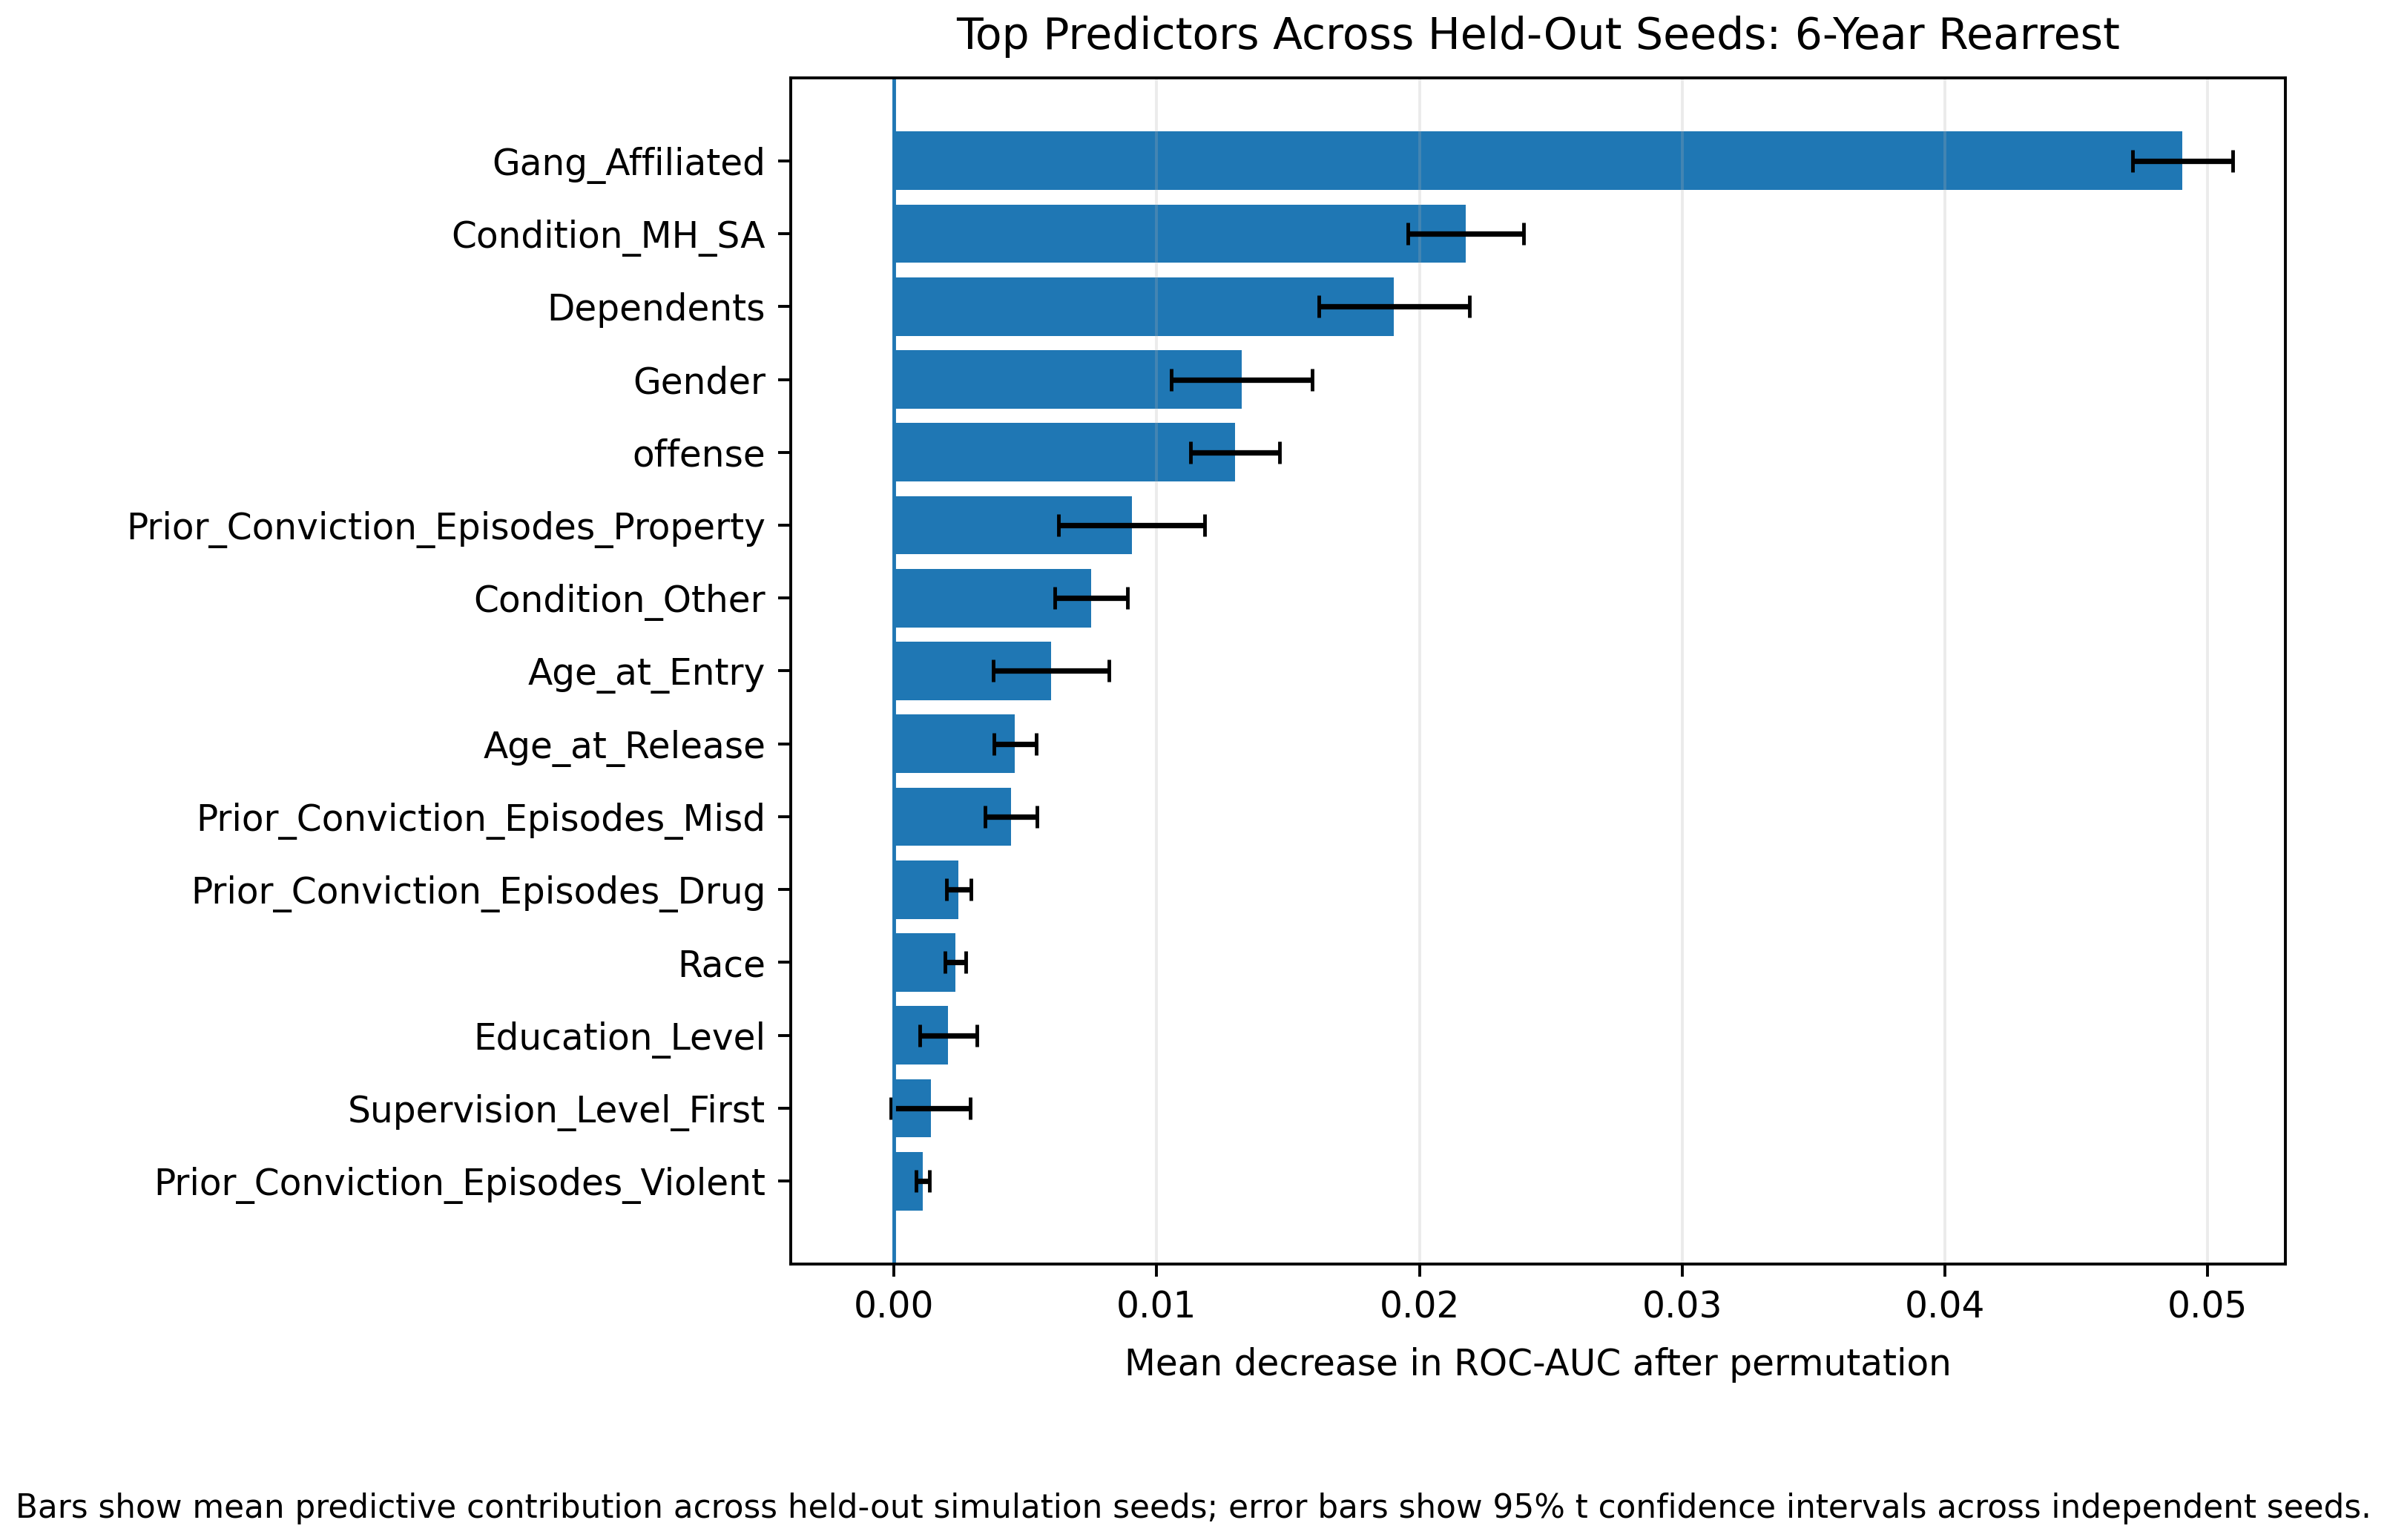 Top Predictors Across Held-Out Seeds: 6-Year Rearrest
Gang_Affiliated
Condition_MH_SA
Dependents
Gender
offense
Prior_Conviction_Episodes_Property
Condition_Other
Age_at_Entry
Age_at_Release
Prior_Conviction_Episodes_Misd
Prior_Conviction_Episodes_Drug
Race
Education_Level
Supervision_Level_First
Prior_Conviction_Episodes_Violent
0.00 0.01 0.02 0.03 0.04 0.05
Mean decrease in ROC-AUC after permutation
Bars show mean predictive contribution across held-out simulation seeds; error bars show 95% t confidence intervals across independent seeds.